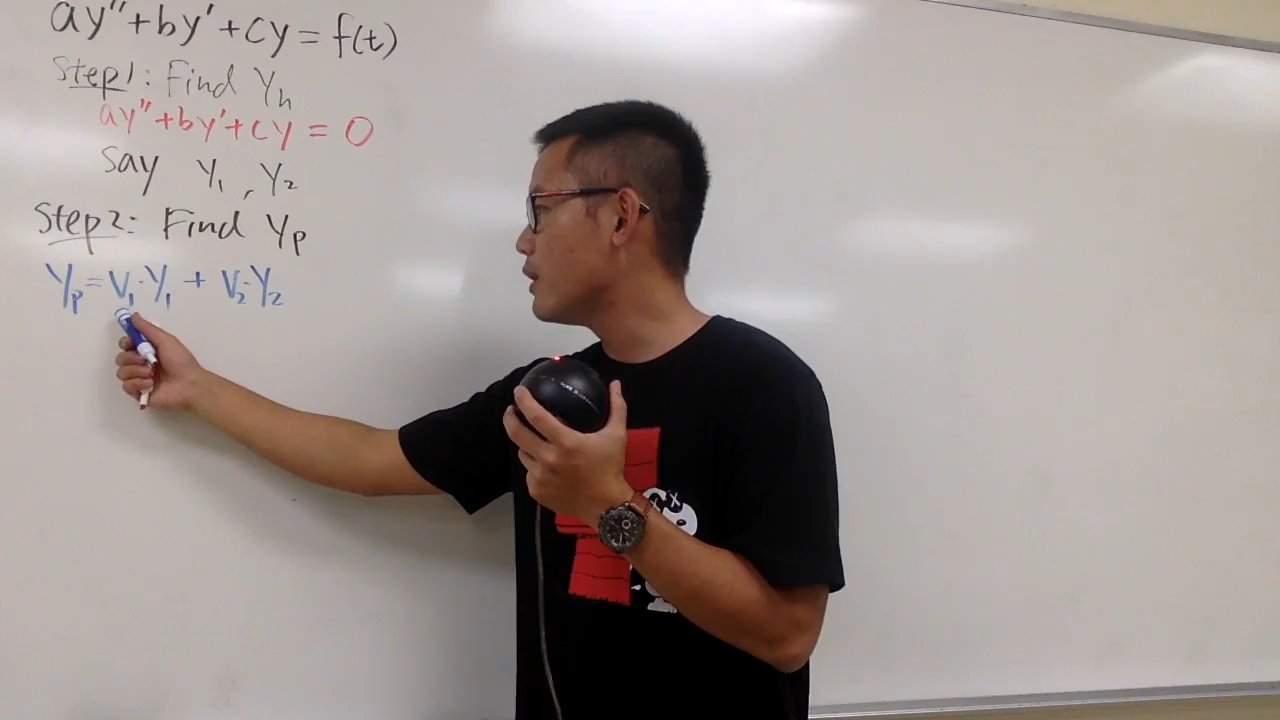 ay''+by'+cy = f(t)
Step1: Find Yh
ay''+by'+cy = 0
Say Y₁, Y₂
Step2: Find Yp
Yp = V₁·Y₁ + V₂·Y₂